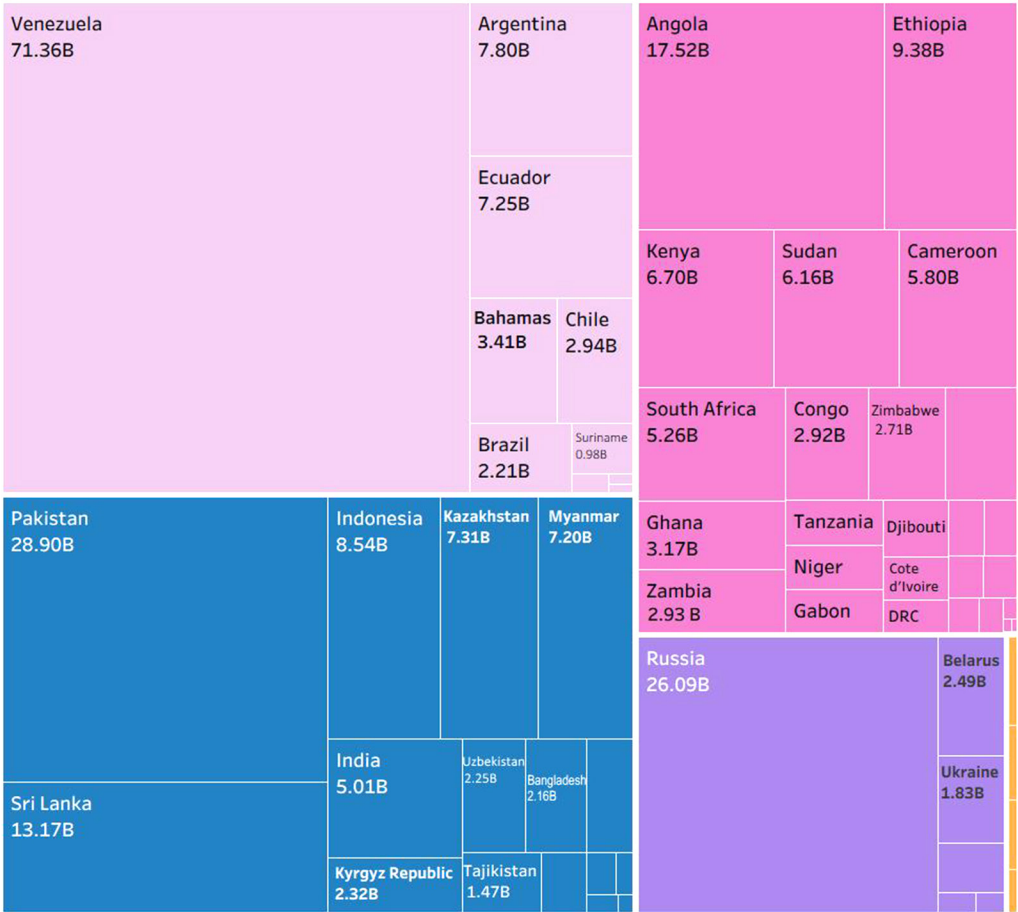 Venezuela
71.36B
Argentina
7.80B
Ecuador
7.25B
Bahamas
3.41B
Chile
2.94B
Brazil
2.21B
Suriname
0.98B
Angola
17.52B
Ethiopia
9.38B
Kenya
6.70B
Sudan
6.16B
Cameroon
5.80B
South Africa
5.26B
Congo
2.92B
Zimbabwe
2.71B
Ghana
3.17B
Zambia
2.93 B
Tanzania
Niger
Gabon
Djibouti
Cote
d'Ivoire
DRC
Pakistan
28.90B
Sri Lanka
13.17B
Indonesia
8.54B
Kazakhstan
7.31B
Myanmar
7.20B
India
5.01B
Uzbekistan
2.25B
Bangladesh
2.16B
Kyrgyz Republic
2.32B
Tajikistan
1.47B
Russia
26.09B
Belarus
2.49B
Ukraine
1.83B